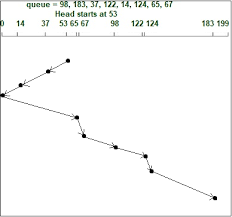 queue = 98, 183, 37, 122, 14, 124, 65, 67
Head starts at 53
0 14 37 53 65 67 98 122 124 183 199